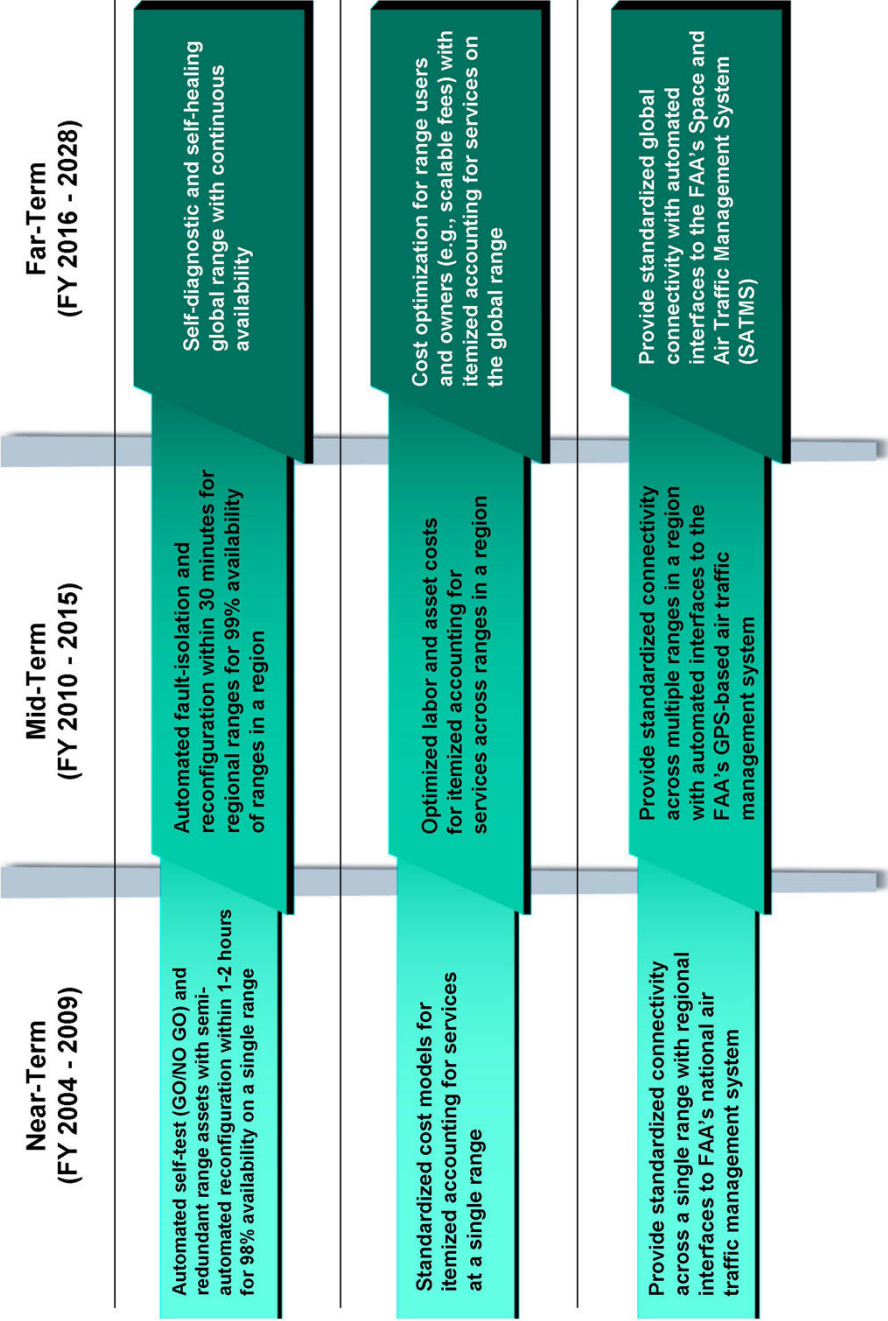 Near-Term
(FY 2004 - 2009)
Mid-Term
(FY 2010 - 2015)
Far-Term
(FY 2016 - 2028)
Automated self-test (GO/NO GO) and
redundant range assets with semi-
automated reconfiguration within 1-2 hours
for 98% availability on a single range
Automated fault-isolation and
reconfiguration within 30 minutes for
regional ranges for 99% availability
of ranges in a region
Self-diagnostic and self-healing
global range with continuous
availability
Standardized cost models for
itemized accounting for services
at a single range
Optimized labor and asset costs
for itemized accounting for
services across ranges in a region
Cost optimization for range users
and owners (e.g., scalable fees) with
itemized accounting for services on
the global range
Provide standardized connectivity
across a single range with regional
interfaces to FAA's national air
traffic management system
Provide standardized connectivity
across multiple ranges in a region
with automated interfaces to the
FAA's GPS-based air traffic
management system
Provide standardized global
connectivity with automated
interfaces to the FAA's Space and
Air Traffic Management System
(SATMS)